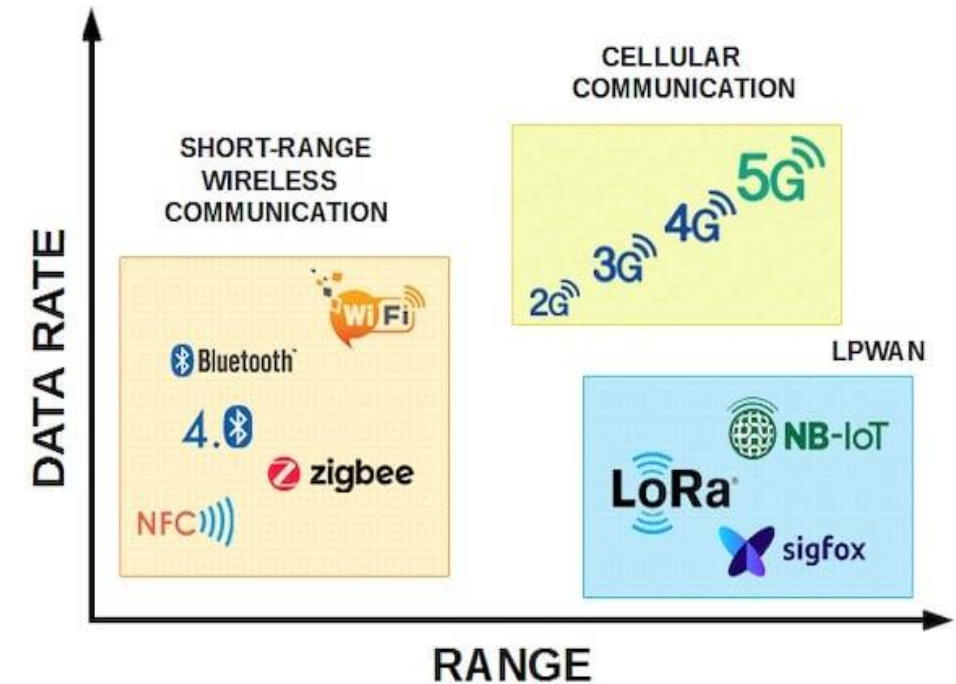 CELLULAR
COMMUNICATION
SHORT-RANGE
WIRELESS
COMMUNICATION
5G
4G
3G
2G
WiFi
Bluetooth™
4.0
zigbee
NFC
LPWAN
NB-IoT
LoRa®
sigfox
DATA RATE
RANGE